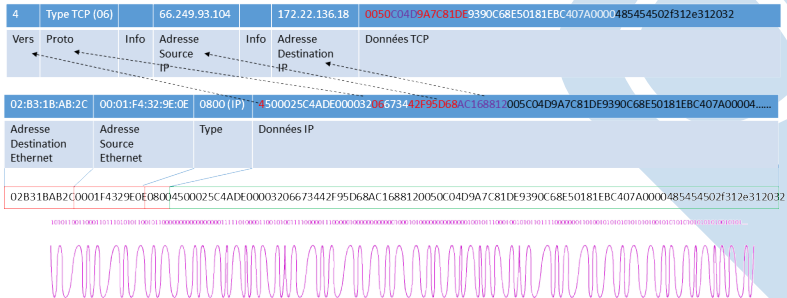 4 Type TCP (06) 66.249.93.104 172.22.136.18 0050C04D9A7C81DE9390C68E50181EBC407A0000485454502f312e312032
Vers Proto Info Adresse Source IP Info Adresse Destination IP Données TCP
02:B3:1B:AB:2C 00:01:F4:32:9E:0E 0800 (IP) 4500025C4ADE00003206673442F95D68AC168812005C04D9A7C81DE9390C68E50181EBC407A00004......
Adresse Destination Ethernet Adresse Source Ethernet Type Données IP
02B31BAB2C0001F4329E0E08004500025C4ADE00003206673442F95D68AC1688120050C04D9A7C81DE9390C68E50181EBC407A0000485454502f312e312032